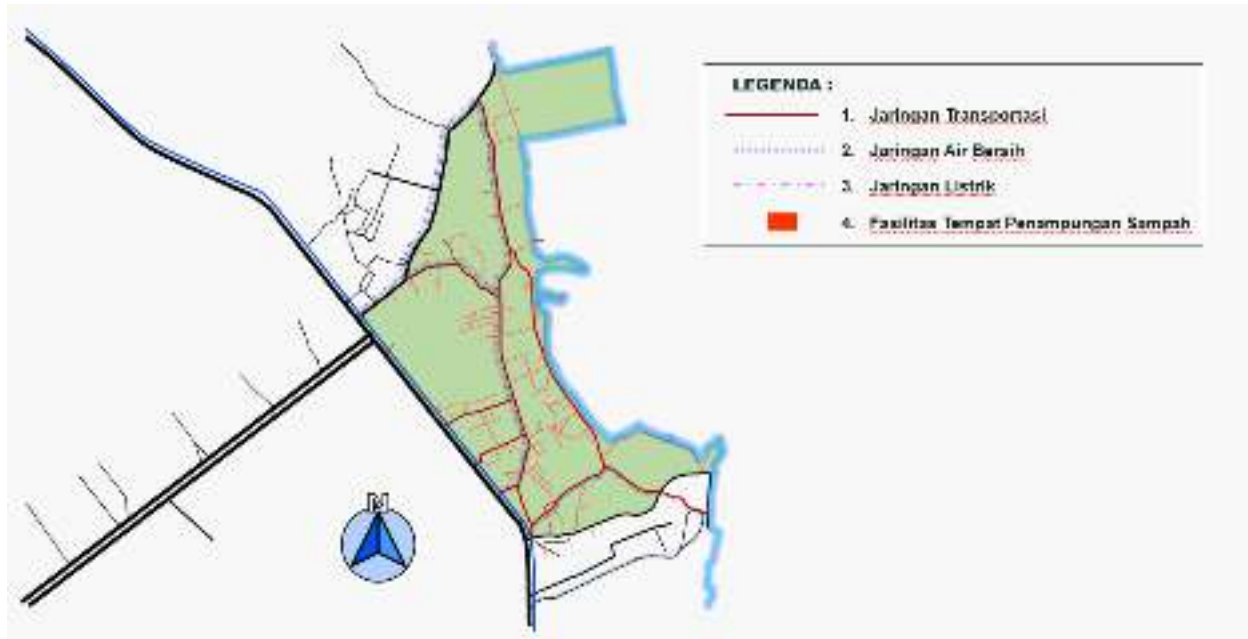 LEGENDA :
1. Jaringan Transportasi
2. Jaringan Air Bersih
3. Jaringan Listrik
4. Fasilitas Tempat Penampungan Sampah